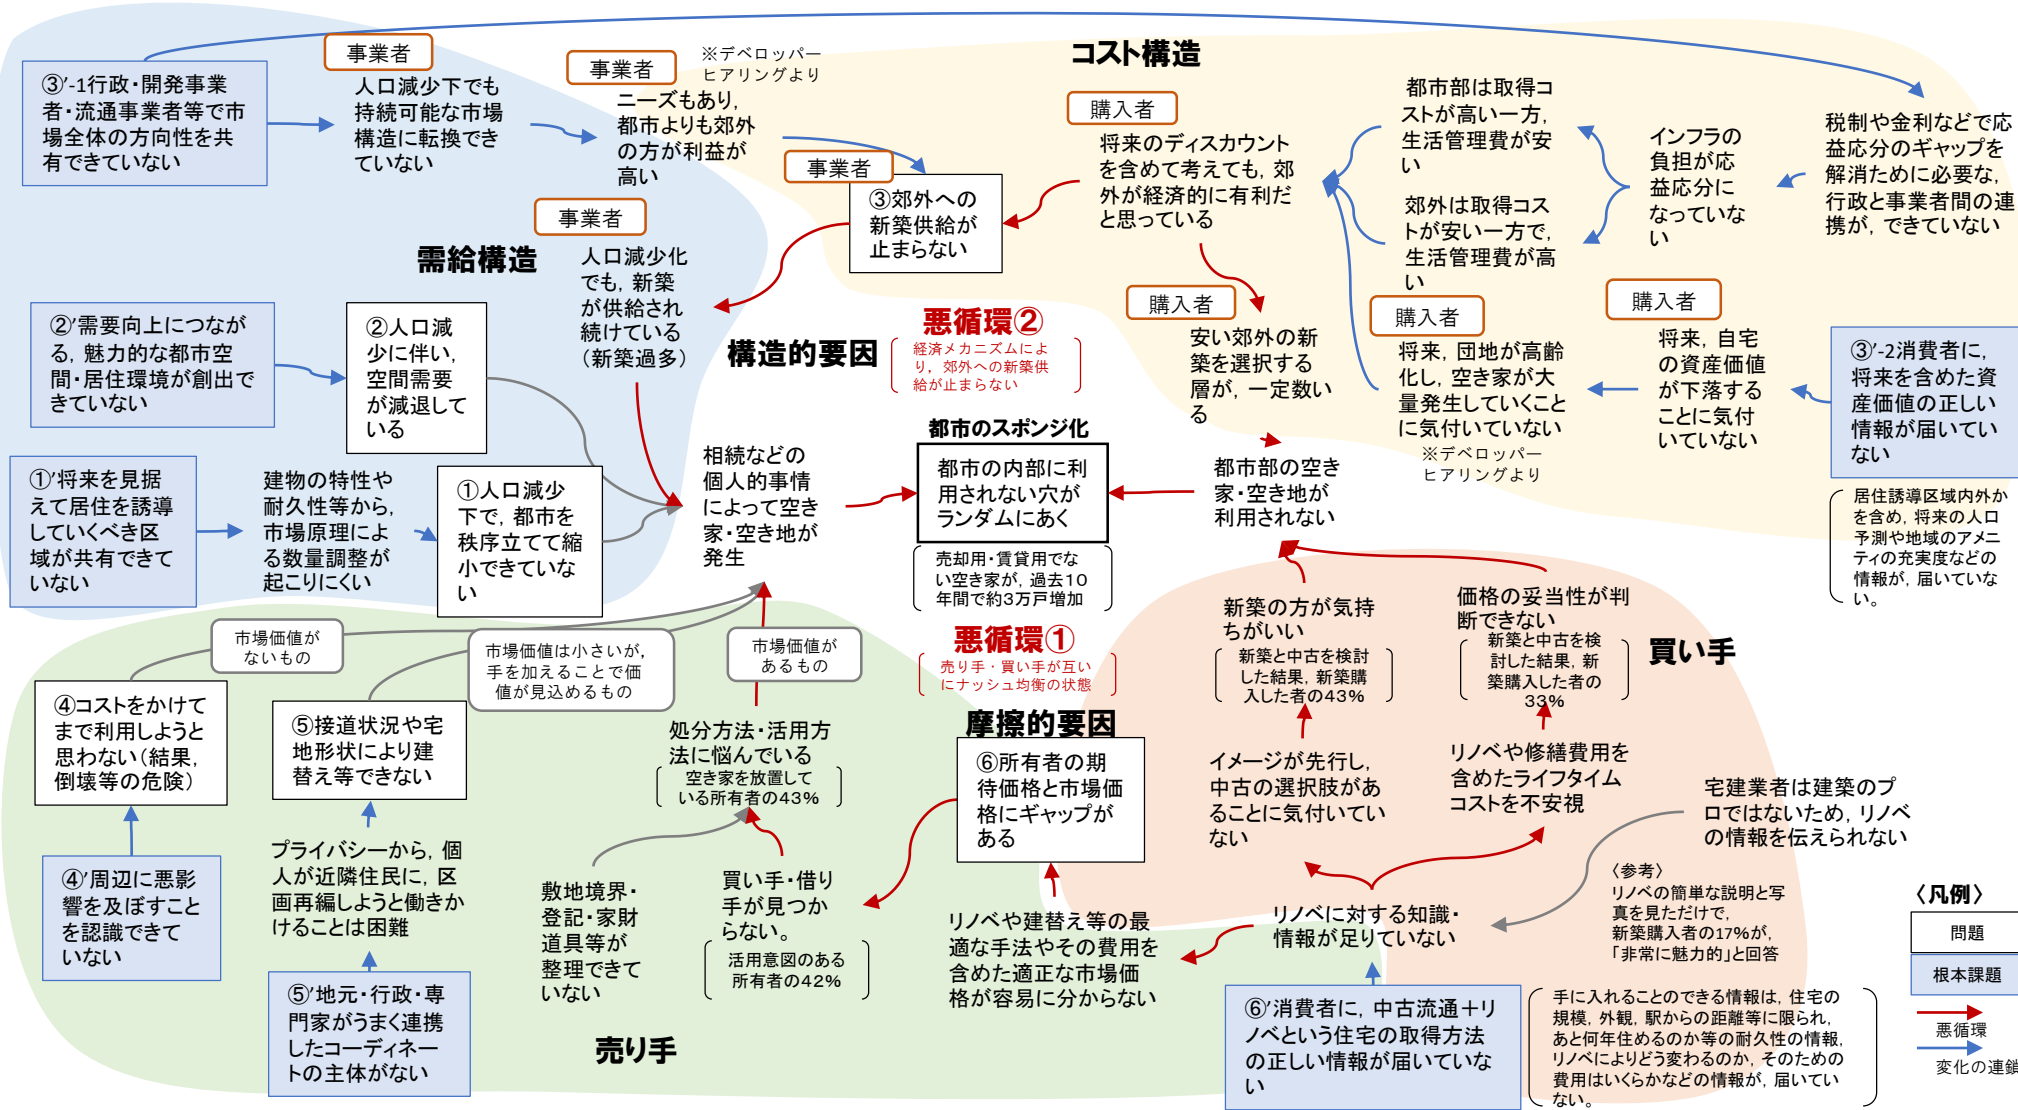 コスト構造
③’-1行政・開発事業
者・流通事業者等で市
場全体の方向性を共
有できていない
事業者
人口減少下でも
持続可能な市場
構造に転換でき
ていない
事業者
※デベロッパー
ヒアリングより
ニーズもあり,
都市よりも郊外
の方が利益が
高い
事業者
③郊外への
新築供給が
止まらない
購入者
将来のディスカウント
を含めて考えても, 郊
外が経済的に有利だ
と思っている
都市部は取得コ
ストが高い一方,
生活管理費が安
い
郊外は取得コス
トが安い一方で,
生活管理費が高
い
インフラの
負担が応
益応分に
なっていな
い
税制や金利などで応
益応分のギャップを
解消ために必要な,
行政と事業者間の連
携が, できていない
需給構造
事業者
人口減少化
でも, 新築
が供給され
続けている
（新築過多）
②’需要向上につなが
る, 魅力的な都市空
間・居住環境が創出で
きていない
②人口減
少に伴い,
空間需要
が減退して
いる
構造的要因
悪循環②
経済メカニズムによ
り, 郊外への新築供
給が止まらない
購入者
安い郊外の新
築を選択する
層が, 一定数い
る
購入者
将来, 団地が高齢
化し, 空き家が大
量発生していくこと
に気付いていない
※デベロッパー
ヒアリングより
購入者
将来, 自宅
の資産価値
が下落する
ことに気付
いていない
③’-2消費者に,
将来を含めた資
産価値の正しい
情報が届いてい
ない
居住誘導区域内外か
を含め, 将来の人口
予測や地域のアメニ
ティの充実度などの
情報が, 届いていな
い。
①’将来を見据
えて居住を誘導
していくべき区
域が共有できて
いない
建物の特性や
耐久性等から,
市場原理によ
る数量調整が
起こりにくい
①人口減少
下で, 都市を
秩序立てて縮
小できていな
い
相続などの
個人的事情
によって空き
家・空き地が
発生
都市のスポンジ化
都市の内部に利
用されない穴が
ランダムにあく
売却用・賃貸用でな
い空き家が, 過去10
年間で約3万戸増加
都市部の空き
家・空き地が
利用されない
悪循環①
売り手・買い手が互い
にナッシュ均衡の状態
摩擦的要因
市場価値が
ないもの
市場価値は小さいが,
手を加えることで価
値が見込めるもの
市場価値が
あるもの
④コストをかけて
まで利用しようと
思わない（結果,
倒壊等の危険）
⑤接道状況や宅
地形状により建
替え等できない
処分方法・活用方
法に悩んでいる
空き家を放置して
いる所有者の43%
⑥所有者の期
待価格と市場価
格にギャップが
ある
新築の方が気持
ちがいい
新築と中古を検討
した結果, 新築購
入した者の43%
価格の妥当性が判
断できない
新築と中古を検
討した結果, 新
築購入した者の
33%
買い手
イメージが先行し,
中古の選択肢があ
ることに気付いてい
ない
リノベや修繕費用を
含めたライフタイム
コストを不安視
宅建業者は建築のプ
ロではないため, リノベ
の情報を伝えられない
④’周辺に悪影
響を及ぼすこと
を認識できて
いない
プライバシーから, 個
人が近隣住民に, 区
画再編しようと働きか
けることは困難
敷地境界・
登記・家財
道具等が
整理できて
いない
買い手・借り
手が見つか
らない。
活用意図のある
所有者の42%
リノベや建替え等の最
適な手法やその費用を
含めた適正な市場価
格が容易に分からない
リノベに対する知識・
情報が足りていない
〈参考〉
リノベの簡単な説明と写
真を見ただけで,
新築購入者の17%が,
「非常に魅力的」と回答
⑤’地元・行政・専
門家がうまく連携
したコーディネー
トの主体がない
売り手
⑥’消費者に, 中古流通＋リ
ノベという住宅の取得方法
の正しい情報が届いていな
い
手に入れることのできる情報は, 住宅の
規模, 外観, 駅からの距離等に限られ,
あと何年住めるのか等の耐久性の情報,
リノベによりどう変わるのか, そのための
費用はいくらかなどの情報が, 届いてい
ない。
〈凡例〉
問題
根本課題
悪循環
変化の連鎖